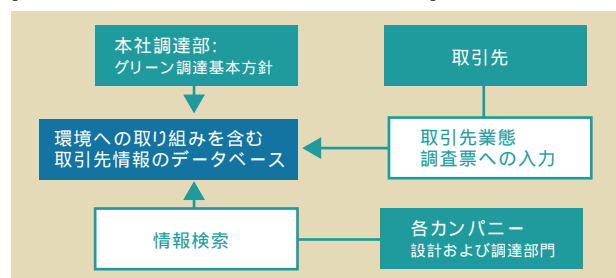 本社調達部:
グリーン調達基本方針
取引先
環境への取り組みを含む
取引先情報のデータベース
取引先業態
調査票への入力
情報検索
各カンパニー
設計および調達部門